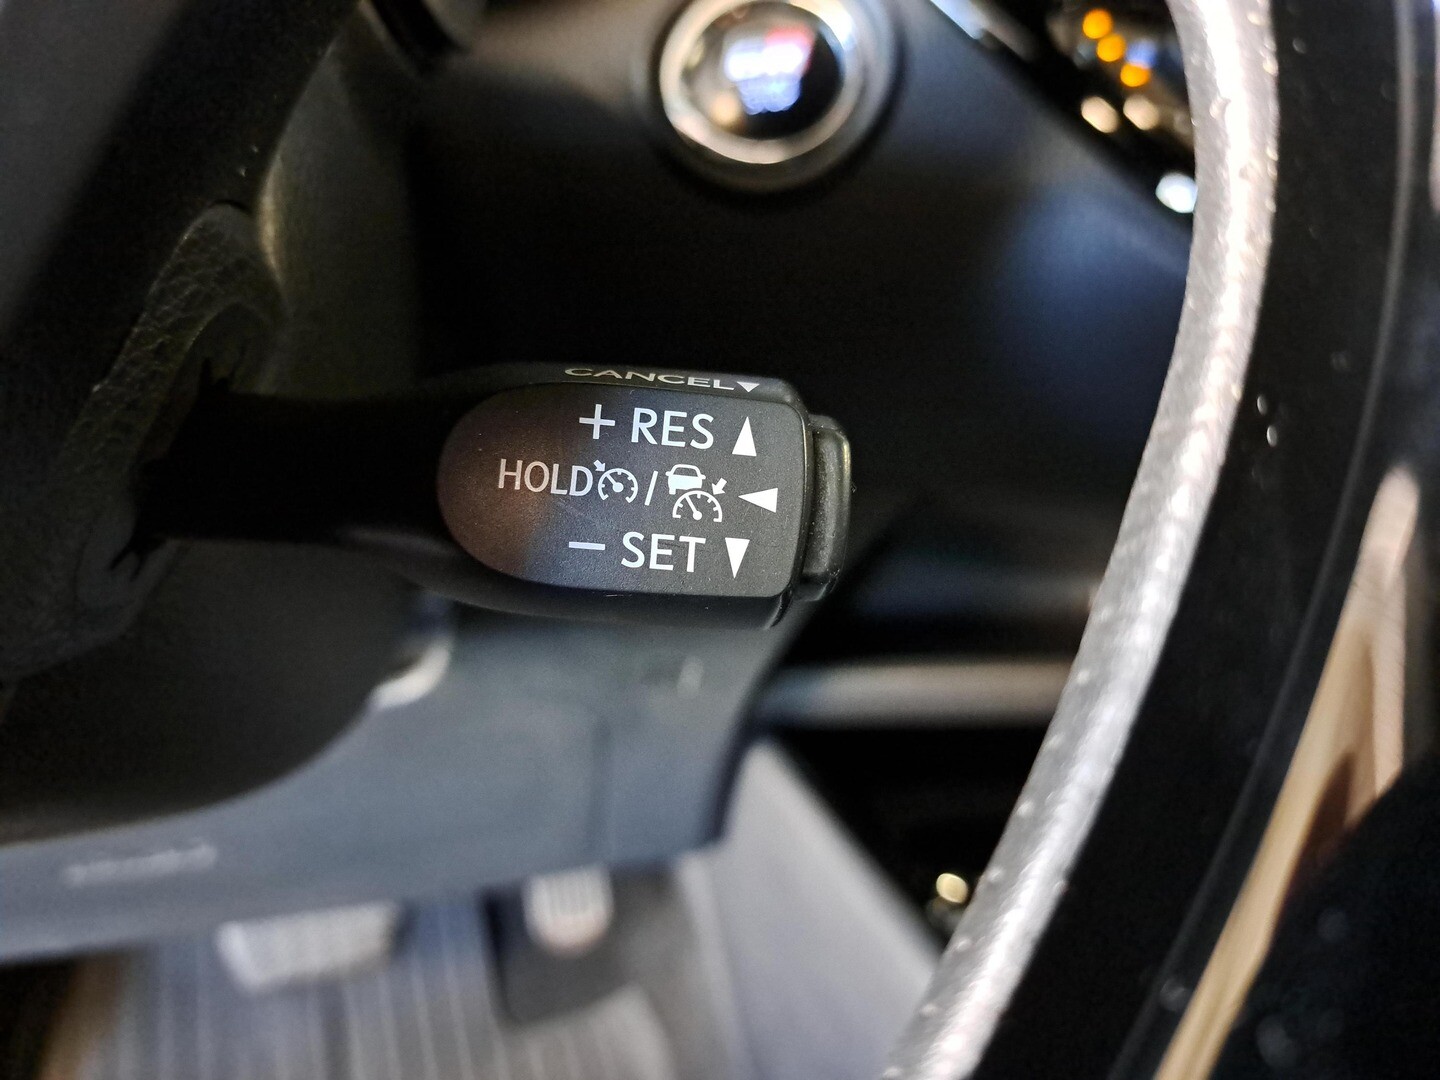 CANCEL
+ RES
HOLD /
– SET